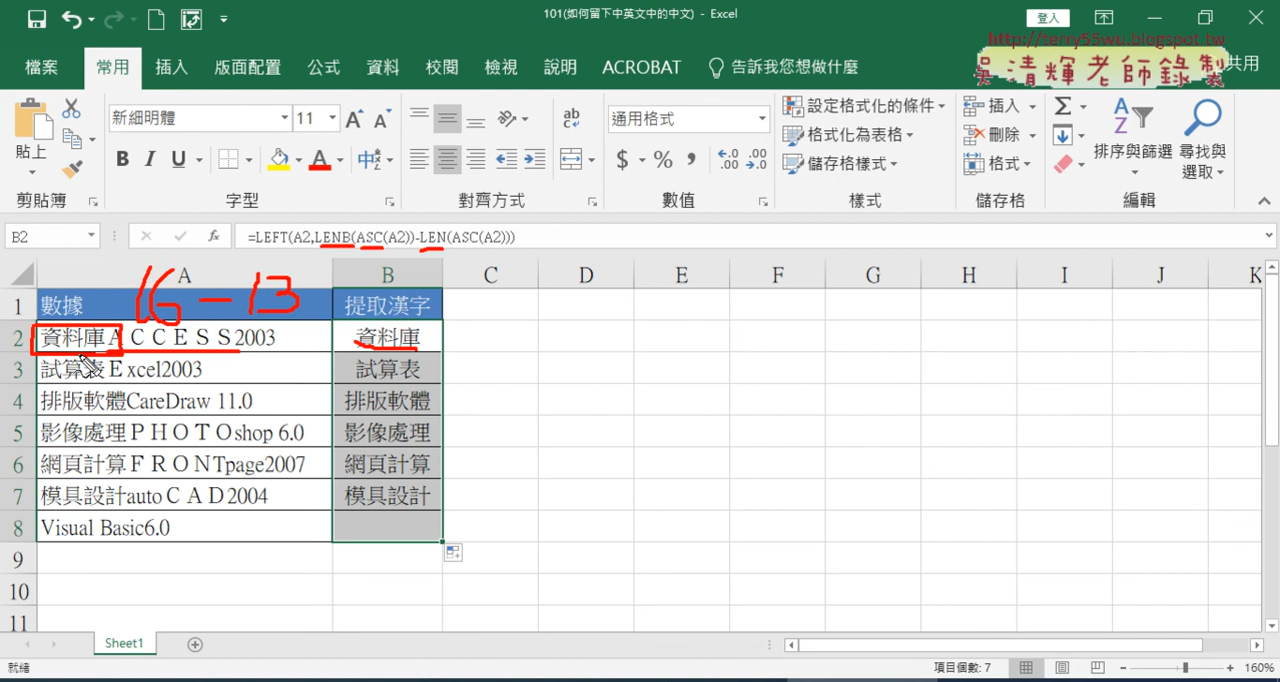 101(如何留下中英文中的中文) - Excel
登入
http://terry55wu.blogspot.tw
吳清輝老師錄製
檔案 常用 插入 版面配置 公式 資料 校閱 檢視 說明 ACROBAT 告訴我您想做什麼 共用
貼上
剪貼簿
新細明體 11
B I U
中
字型
ab
對齊方式
通用格式
$ % ,
.00 .00
數值
設定格式化的條件
格式化為表格
儲存格樣式
樣式
插入
刪除
格式
儲存格
Σ
排序與篩選
尋找與
選取
編輯
B2 fx =LEFT(A2,LENB(ASC(A2))-LEN(ASC(A2)))
A B C D E F G H I J K
16-13
1 數據 提取漢字
2 資料庫ＡＣＣＥＳＳ2003 資料庫
3 試算表Ｅxcel2003 試算表
4 排版軟體CareDraw 11.0 排版軟體
5 影像處理ＰＨＯＴＯshop 6.0 影像處理
6 網頁計算ＦＲＯＮＴpage2007 網頁計算
7 模具設計autoＣＡＤ2004 模具設計
8 Visual Basic6.0
9
10
11
Sheet1
就緒 項目個數: 7 160%